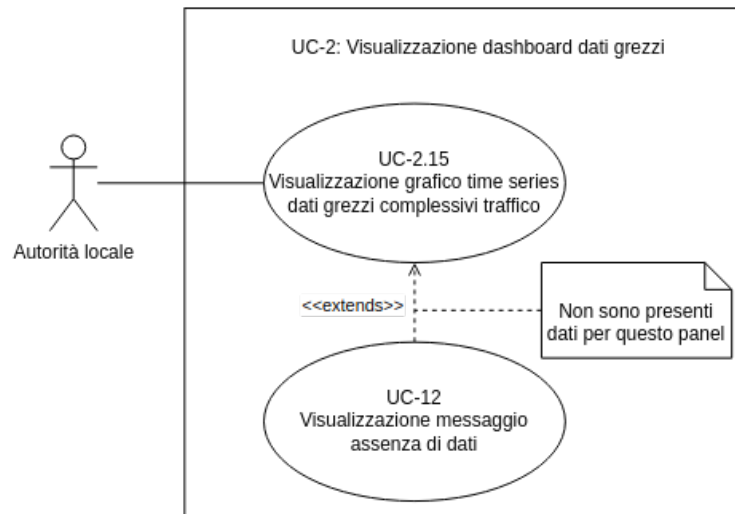 UC-2: Visualizzazione dashboard dati grezzi
UC-2.15
Visualizzazione grafico time series
dati grezzi complessivi traffico
Autorità locale
<<extends>>
Non sono presenti
dati per questo panel
UC-12
Visualizzazione messaggio
assenza di dati